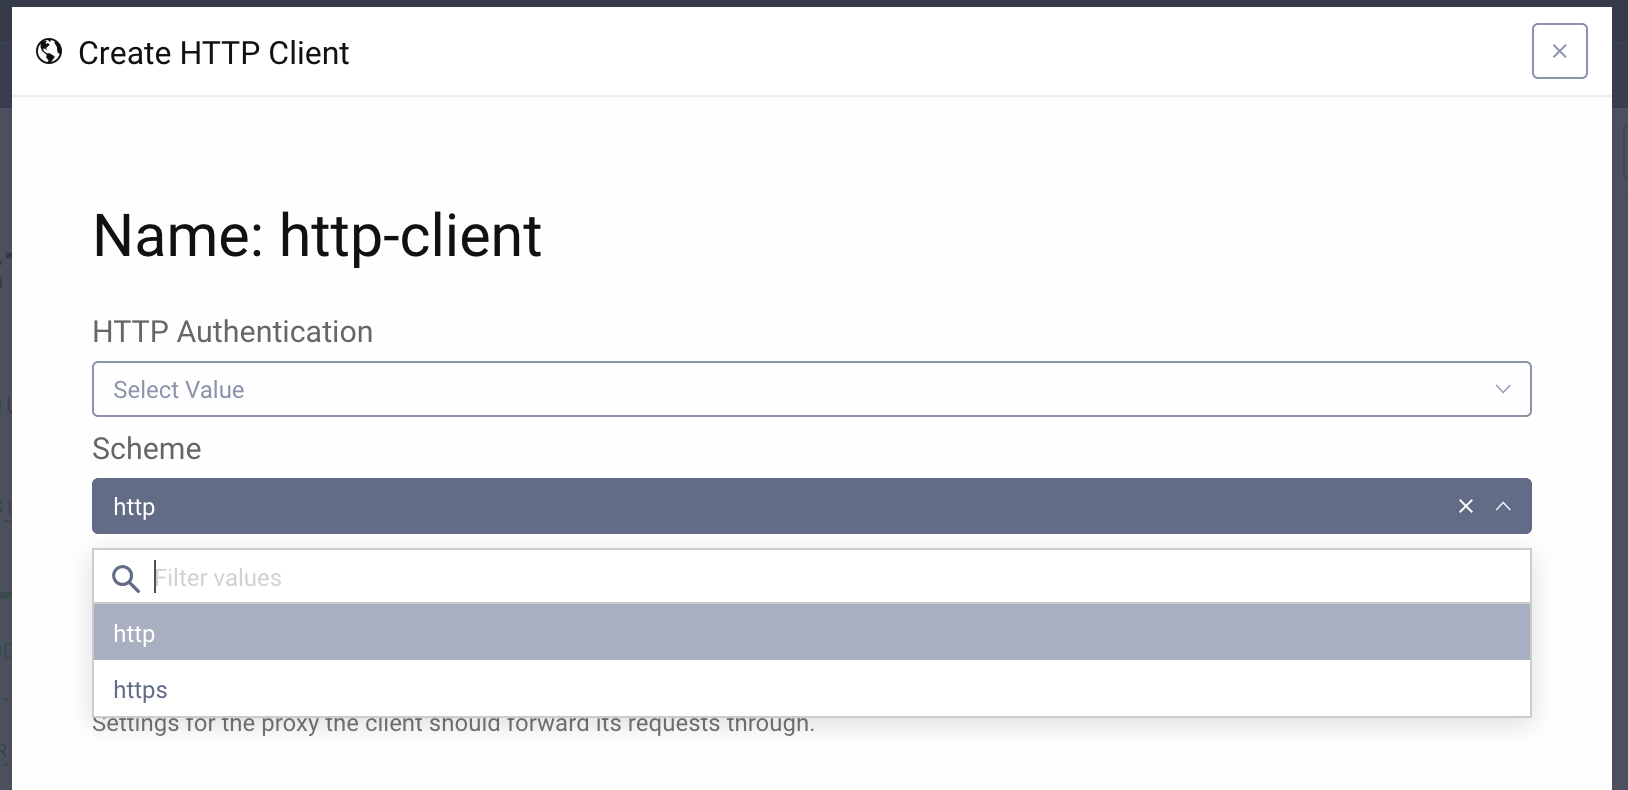 Create HTTP Client
Name: http-client
HTTP Authentication
Select Value
Scheme
http
Filter values
http
https
Settings for the proxy the client should forward its requests through.